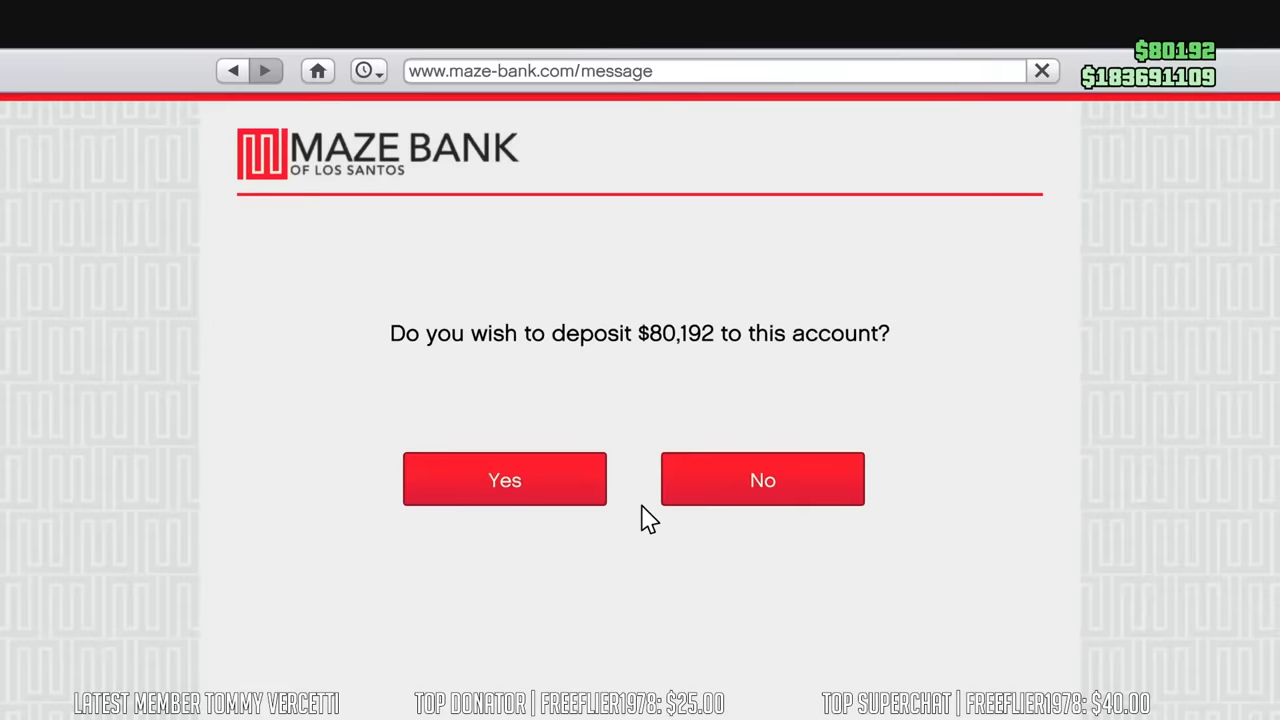 $80192
www.maze-bank.com/message
$183691109
MAZE BANK
OF LOS SANTOS
Do you wish to deposit $80,192 to this account?
Yes No
LATEST MEMBER TOMMY VERCETTI TOP DONATOR | FREEFLIER1978: $25.00 TOP SUPERCHAT | FREEFLIER1978: $40.00